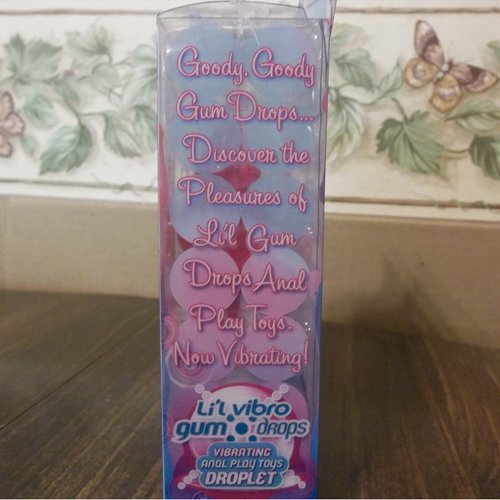 Goody, Goody
Gum Drops...
Discover the
Pleasures of
Li'l Gum
Drops Anal
Play Toys.
Now Vibrating!
Li'l vibro
gum drops
VIBRATING
ANAL PLAY TOYS
DROPLET